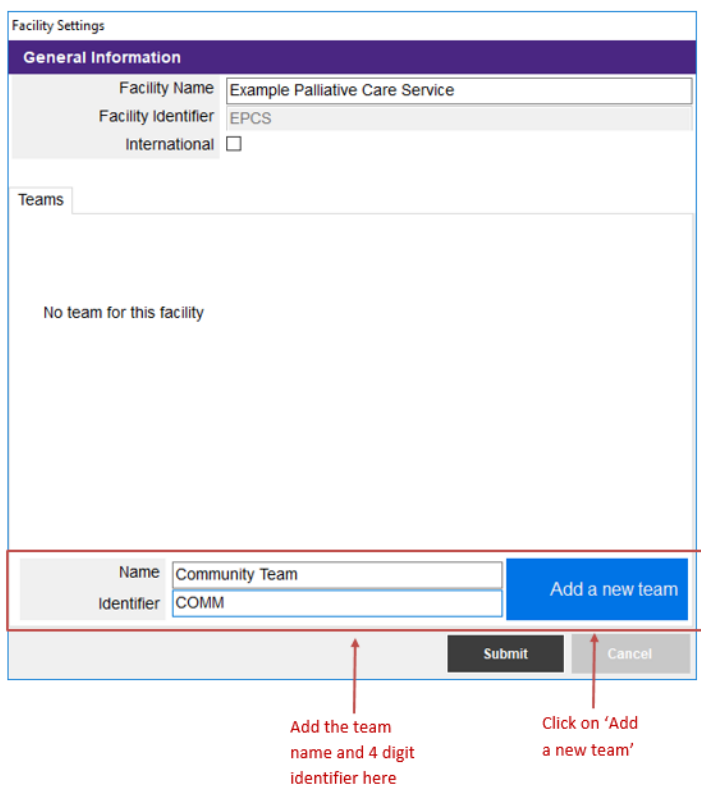 Facility Settings
General Information
Facility Name Example Palliative Care Service
Facility Identifier EPCS
International
Teams
No team for this facility
Name Community Team
Identifier COMM
Add a new team
Submit Cancel
Add the team
name and 4 digit
identifier here
Click on ‘Add
a new team’